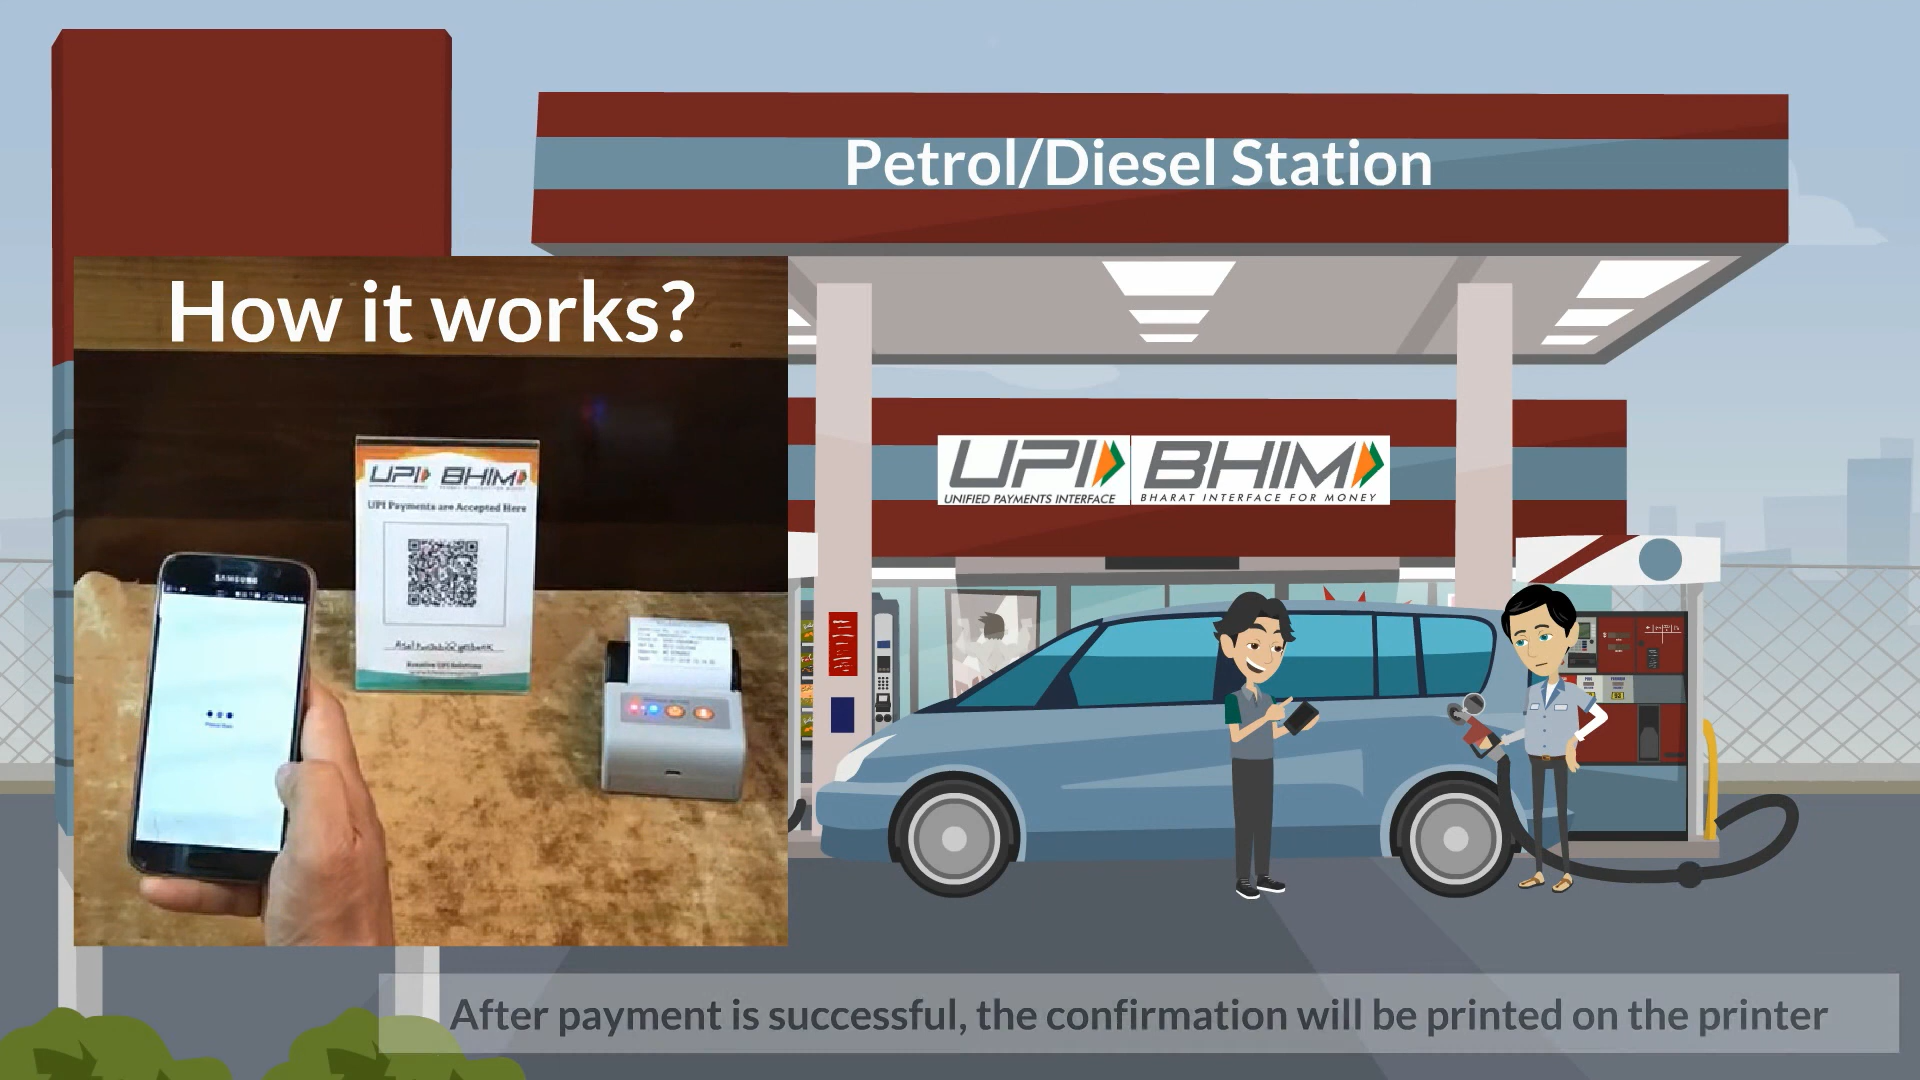 Petrol/Diesel Station
How it works?
UPI BHIM
UPI Payments are Accepted Here
SAMSUNG
UPI BHIM
UNIFIED PAYMENTS INTERFACE BHARAT INTERFACE FOR MONEY
After payment is successful, the confirmation will be printed on the printer